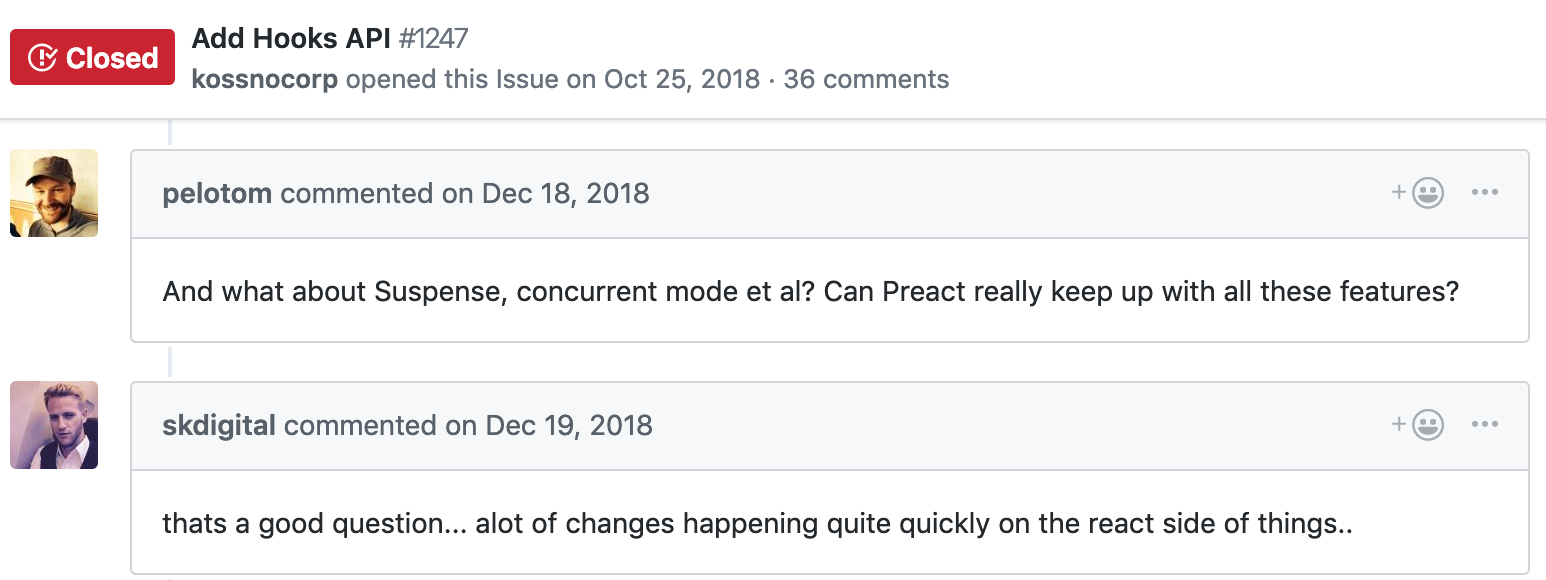 Closed
Add Hooks API #1247
kossnocorp opened this Issue on Oct 25, 2018 · 36 comments
pelotom commented on Dec 18, 2018
And what about Suspense, concurrent mode et al? Can Preact really keep up with all these features?
skdigital commented on Dec 19, 2018
thats a good question... alot of changes happening quite quickly on the react side of things..